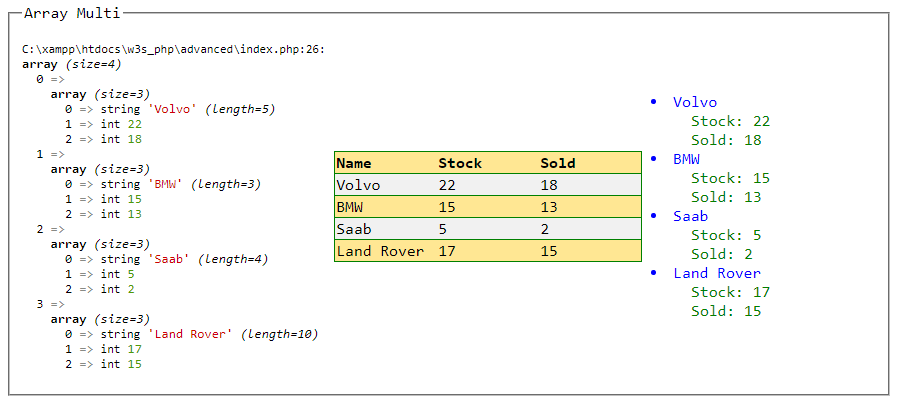 Array Multi
C:\xampp\htdocs\w3s_php\advanced\index.php:26:
array (size=4)
0 =>
array (size=3)
0 => string 'Volvo' (length=5)
1 => int 22
2 => int 18
1 =>
array (size=3)
0 => string 'BMW' (length=3)
1 => int 15
2 => int 13
2 =>
array (size=3)
0 => string 'Saab' (length=4)
1 => int 5
2 => int 2
3 =>
array (size=3)
0 => string 'Land Rover' (length=10)
1 => int 17
2 => int 15
Name Stock Sold
Volvo 22 18
BMW 15 13
Saab 5 2
Land Rover 17 15
• Volvo
Stock: 22
Sold: 18
• BMW
Stock: 15
Sold: 13
• Saab
Stock: 5
Sold: 2
• Land Rover
Stock: 17
Sold: 15